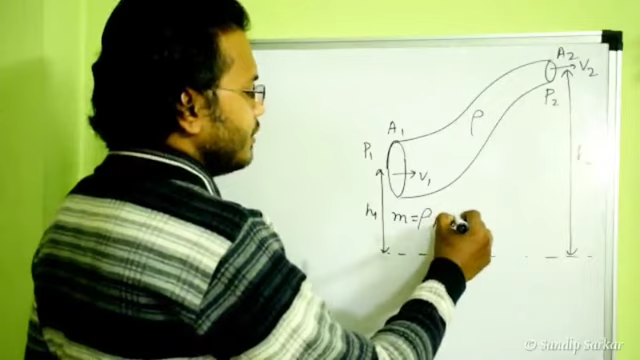 A₂
V₂
P₂
ρ
A₁
P₁
V₁
h₁
m=ρ
© Sandip Sarkar